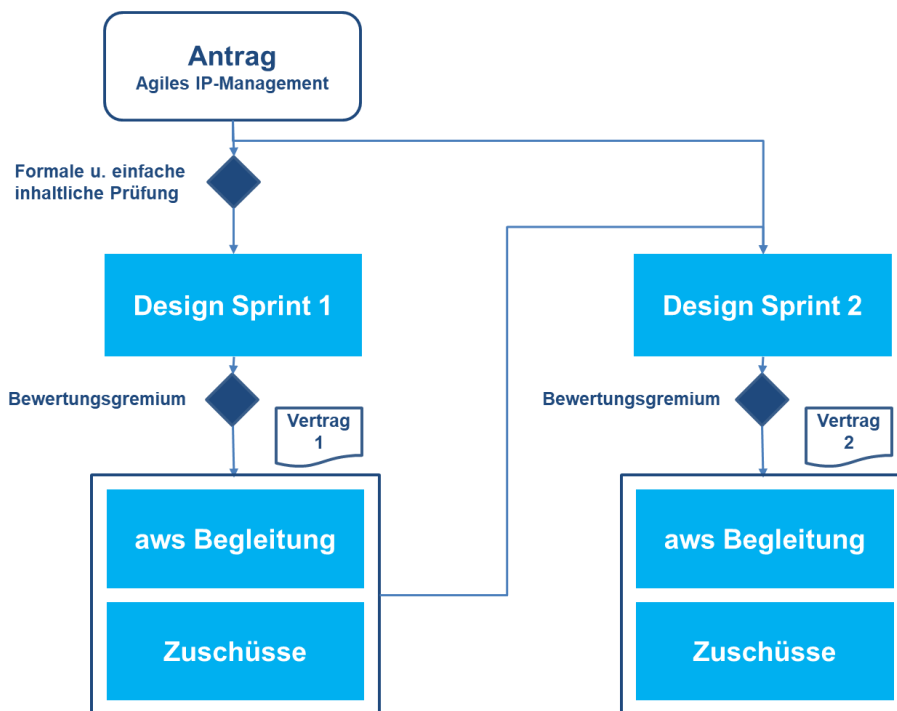 Antrag
Agiles IP-Management
Formale u. einfache
inhaltliche Prüfung
Design Sprint 1
Design Sprint 2
Bewertungsgremium
Vertrag
1
Bewertungsgremium
Vertrag
2
aws Begleitung
aws Begleitung
Zuschüsse
Zuschüsse